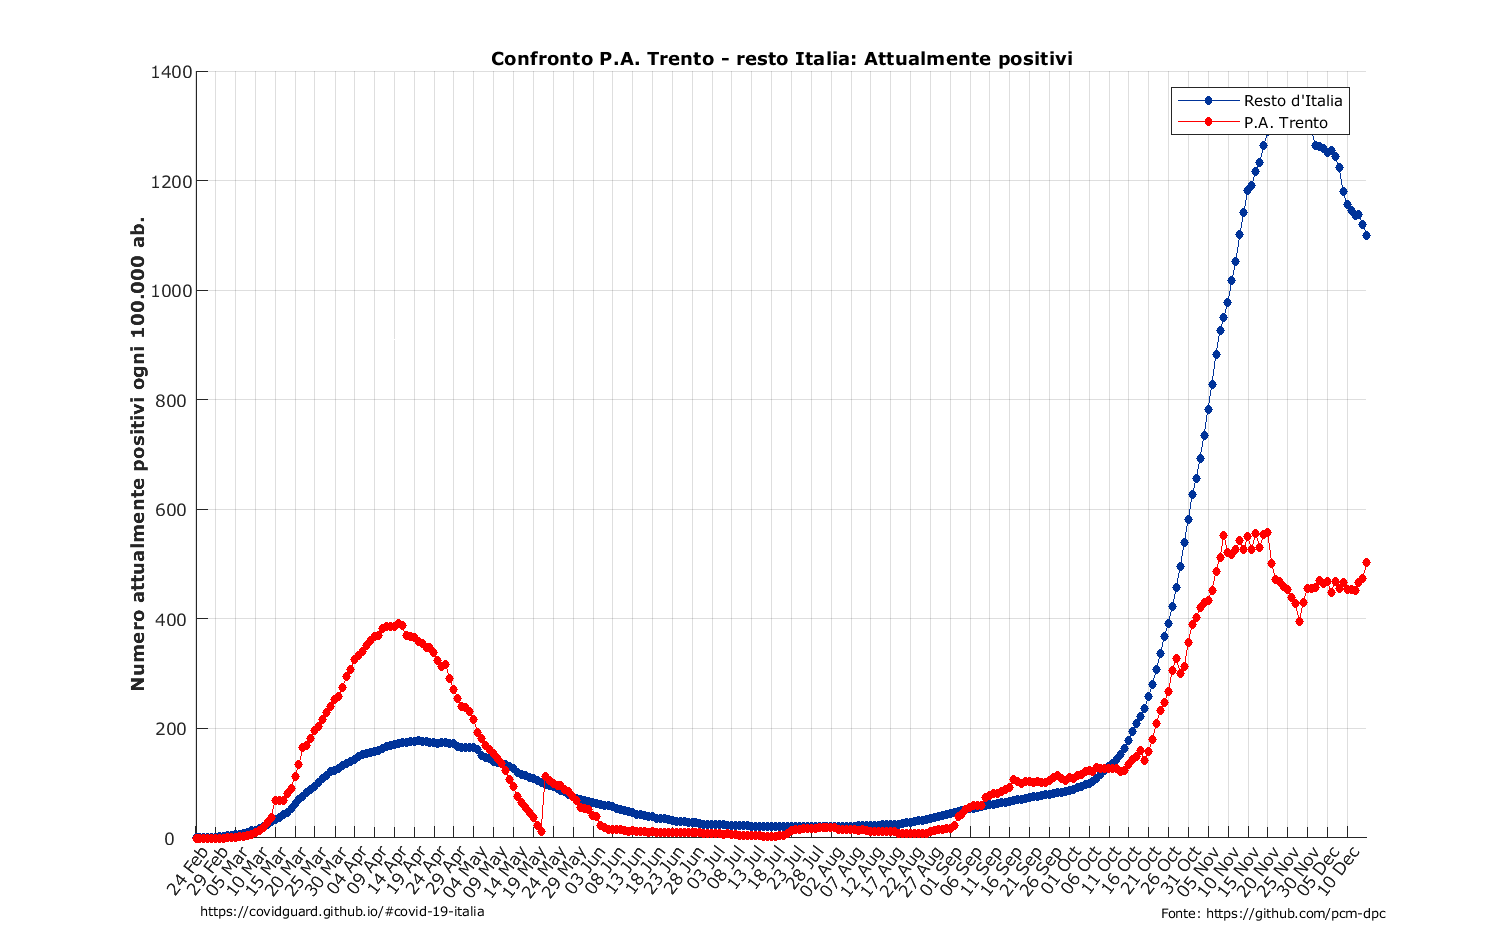 Confronto P.A. Trento - resto Italia: Attualmente positivi
Numero attualmente positivi ogni 100.000 ab.
1400
1200
1000
800
600
400
200
0
Resto d'Italia
P.A. Trento
24 Feb
29 Feb
05 Mar
10 Mar
15 Mar
20 Mar
25 Mar
30 Mar
04 Apr
09 Apr
14 Apr
19 Apr
24 Apr
29 Apr
04 May
09 May
14 May
19 May
24 May
29 May
03 Jun
08 Jun
13 Jun
18 Jun
23 Jun
28 Jun
03 Jul
08 Jul
13 Jul
18 Jul
23 Jul
28 Jul
02 Aug
07 Aug
12 Aug
17 Aug
22 Aug
27 Aug
01 Sep
06 Sep
11 Sep
16 Sep
21 Sep
26 Sep
01 Oct
06 Oct
11 Oct
16 Oct
21 Oct
26 Oct
31 Oct
05 Nov
10 Nov
15 Nov
20 Nov
25 Nov
30 Nov
05 Dec
10 Dec
https://covidguard.github.io/#covid-19-italia
Fonte: https://github.com/pcm-dpc